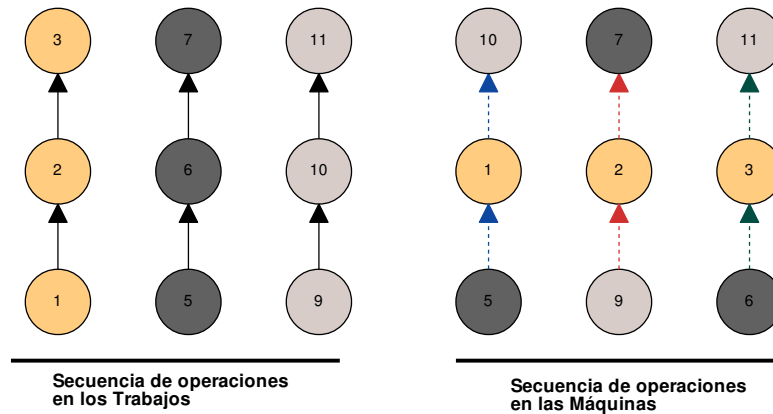 3 7 11 10 7 11
2 6 10 1 2 3
1 5 9 5 9 6
Secuencia de operaciones
en los Trabajos
Secuencia de operaciones
en las Máquinas